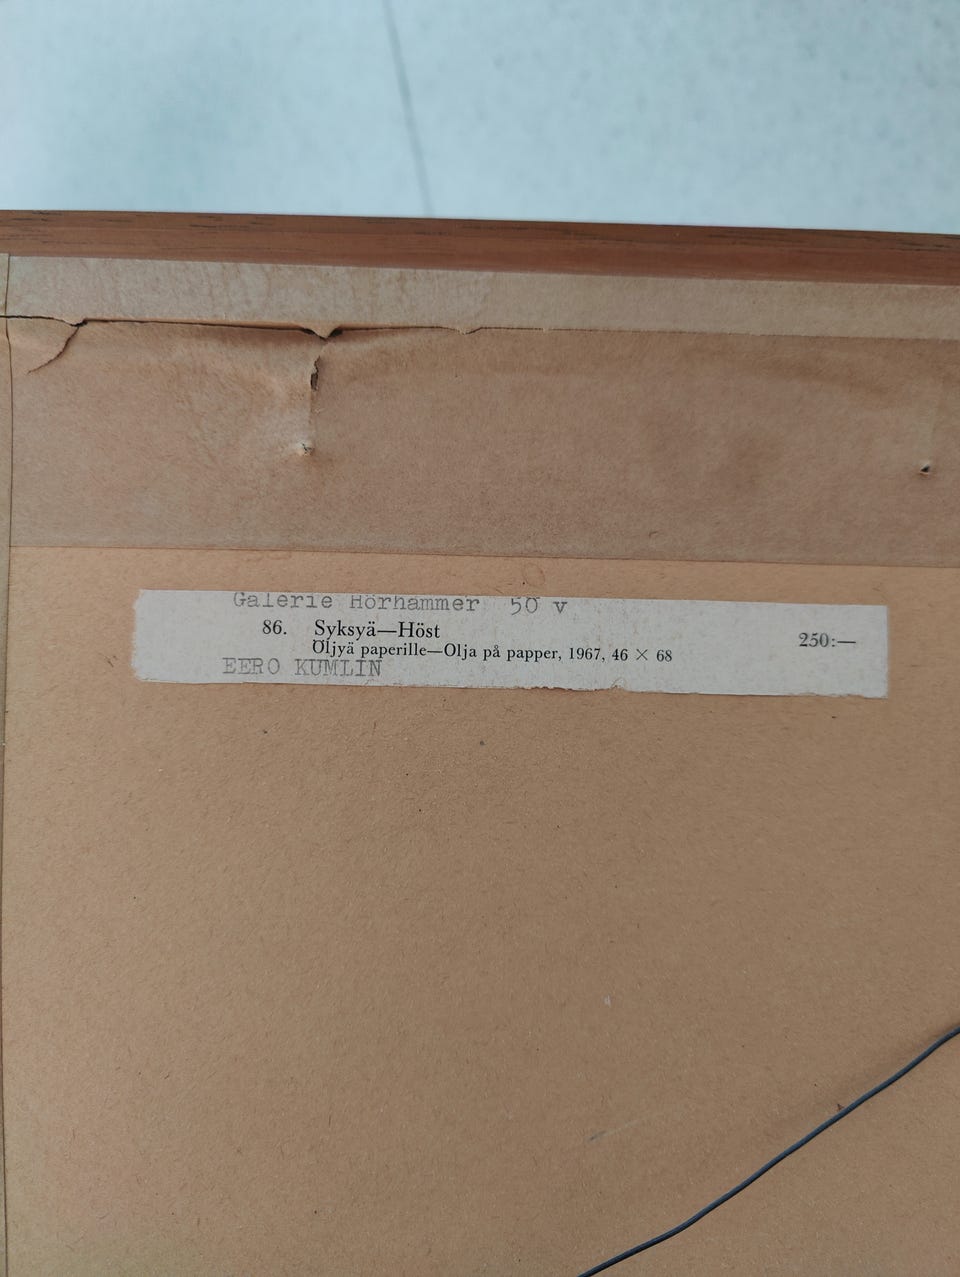 Galerie Hörhammer 50 v
86. Syksyä—Höst 250:—
Öljyä paperille—Olja på papper, 1967, 46 × 68
EERO KUMLIN